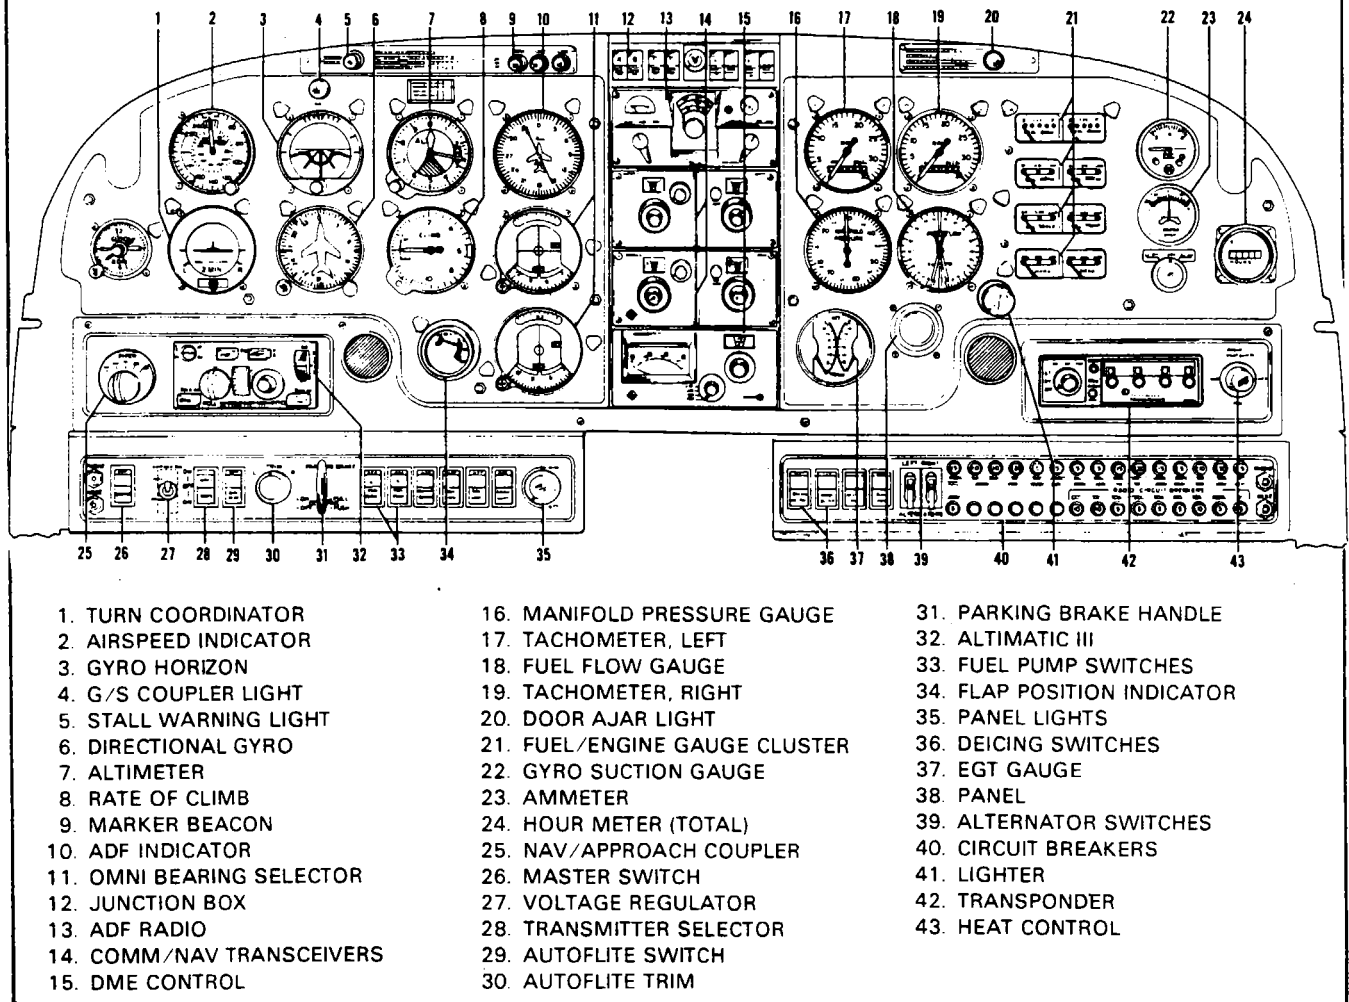 1 2 3 4 5 6 7 8 9 10 11 12 13 14 15 16 17 18 19 20 21 22 23 24
2 MIN
LEFT RIGHT
RADIO CIRCUIT BREAKERS
25 26 27 28 29 30 31 32 33 34 35 36 37 38 39 40 41 42 43
1. TURN COORDINATOR
2. AIRSPEED INDICATOR
3. GYRO HORIZON
4. G/S COUPLER LIGHT
5. STALL WARNING LIGHT
6. DIRECTIONAL GYRO
7. ALTIMETER
8. RATE OF CLIMB
9. MARKER BEACON
10. ADF INDICATOR
11. OMNI BEARING SELECTOR
12. JUNCTION BOX
13. ADF RADIO
14. COMM/NAV TRANSCEIVERS
15. DME CONTROL
16. MANIFOLD PRESSURE GAUGE
17. TACHOMETER, LEFT
18. FUEL FLOW GAUGE
19. TACHOMETER, RIGHT
20. DOOR AJAR LIGHT
21. FUEL/ENGINE GAUGE CLUSTER
22. GYRO SUCTION GAUGE
23. AMMETER
24. HOUR METER (TOTAL)
25. NAV/APPROACH COUPLER
26. MASTER SWITCH
27. VOLTAGE REGULATOR
28. TRANSMITTER SELECTOR
29. AUTOFLITE SWITCH
30. AUTOFLITE TRIM
31. PARKING BRAKE HANDLE
32. ALTIMATIC III
33. FUEL PUMP SWITCHES
34. FLAP POSITION INDICATOR
35. PANEL LIGHTS
36. DEICING SWITCHES
37. EGT GAUGE
38. PANEL
39. ALTERNATOR SWITCHES
40. CIRCUIT BREAKERS
41. LIGHTER
42. TRANSPONDER
43. HEAT CONTROL